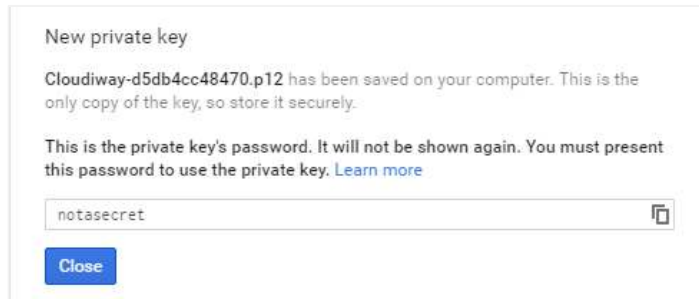 New private key
Cloudiway-d5db4cc48470.p12 has been saved on your computer. This is the
only copy of the key, so store it securely.
This is the private key's password. It will not be shown again. You must present
this password to use the private key. Learn more
notasecret
Close